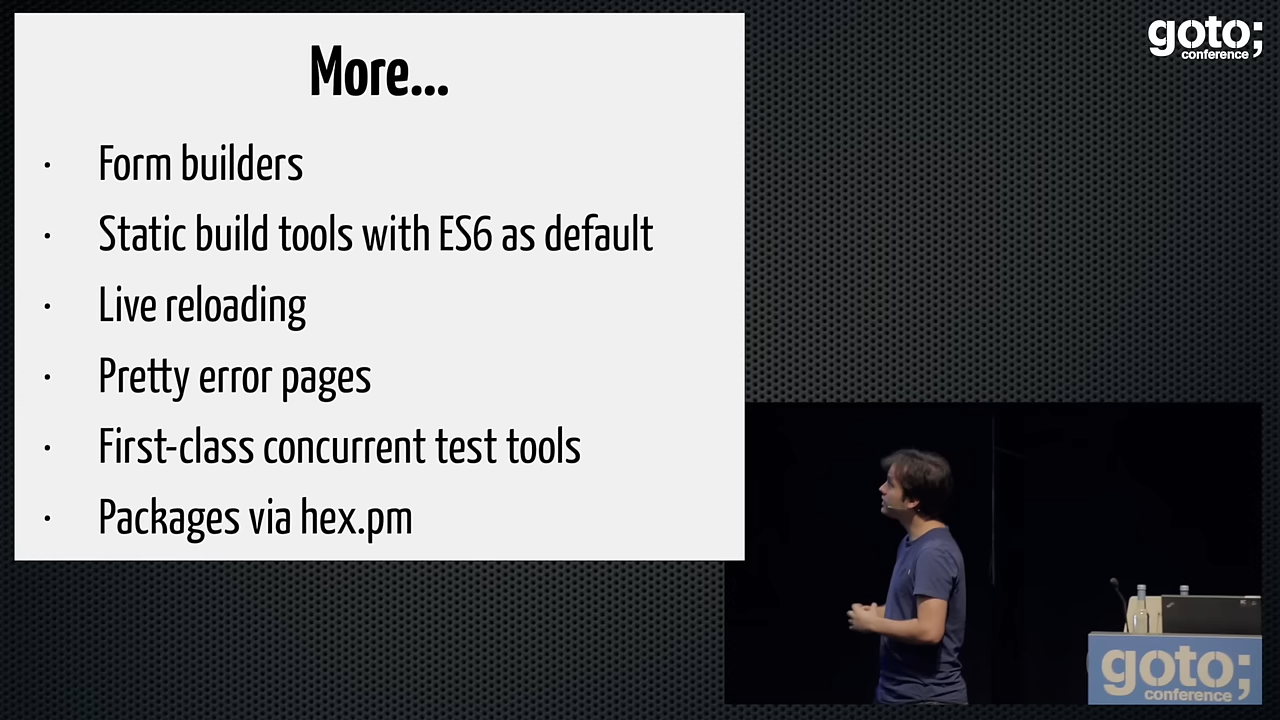 More...
· Form builders
· Static build tools with ES6 as default
· Live reloading
· Pretty error pages
· First-class concurrent test tools
· Packages via hex.pm
goto;
conference
goto;
conference